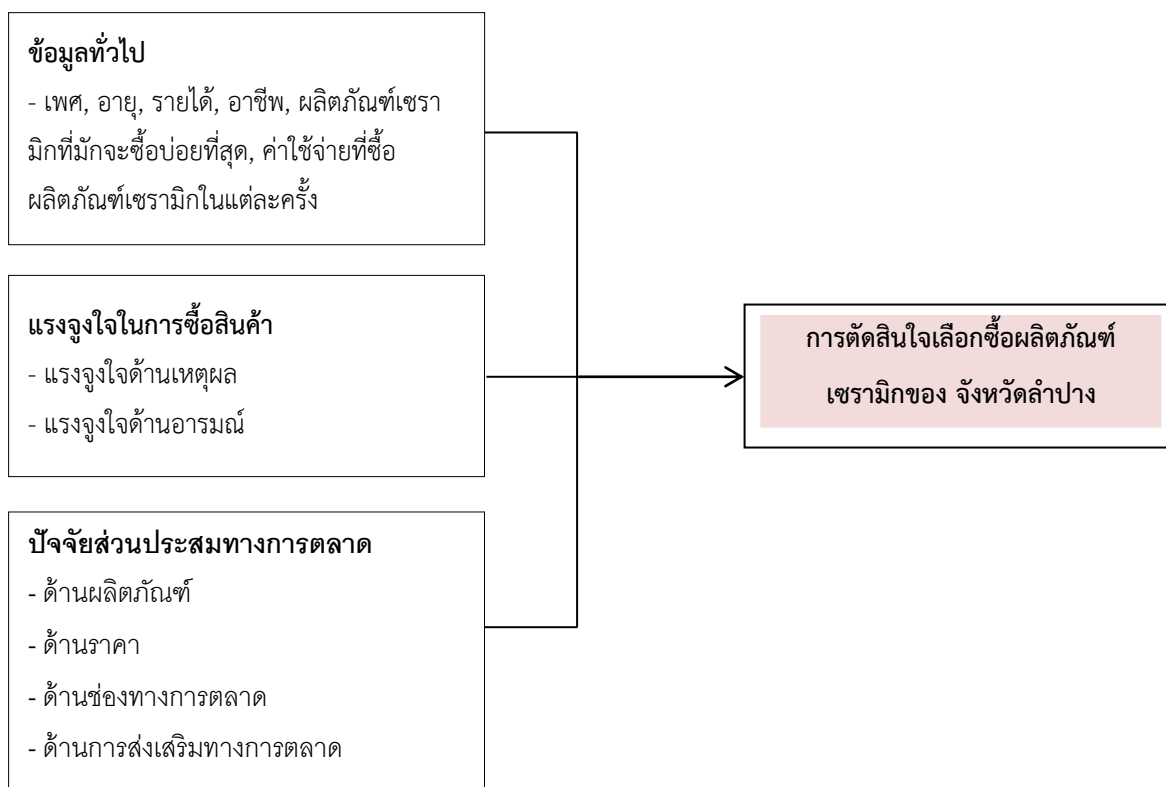 ข้อมูลทั่วไป
- เพศ, อายุ, รายได้, อาชีพ, ผลิตภัณฑ์เซรา
มิกที่มักจะซื้อบ่อยที่สุด, ค่าใช้จ่ายที่ซื้อ
ผลิตภัณฑ์เซรามิกในแต่ละครั้ง
แรงจูงใจในการซื้อสินค้า
- แรงจูงใจด้านเหตุผล
- แรงจูงใจด้านอารมณ์
ปัจจัยส่วนประสมทางการตลาด
- ด้านผลิตภัณฑ์
- ด้านราคา
- ด้านช่องทางการตลาด
- ด้านการส่งเสริมทางการตลาด
การตัดสินใจเลือกซื้อผลิตภัณฑ์
เซรามิกของ จังหวัดลำปาง